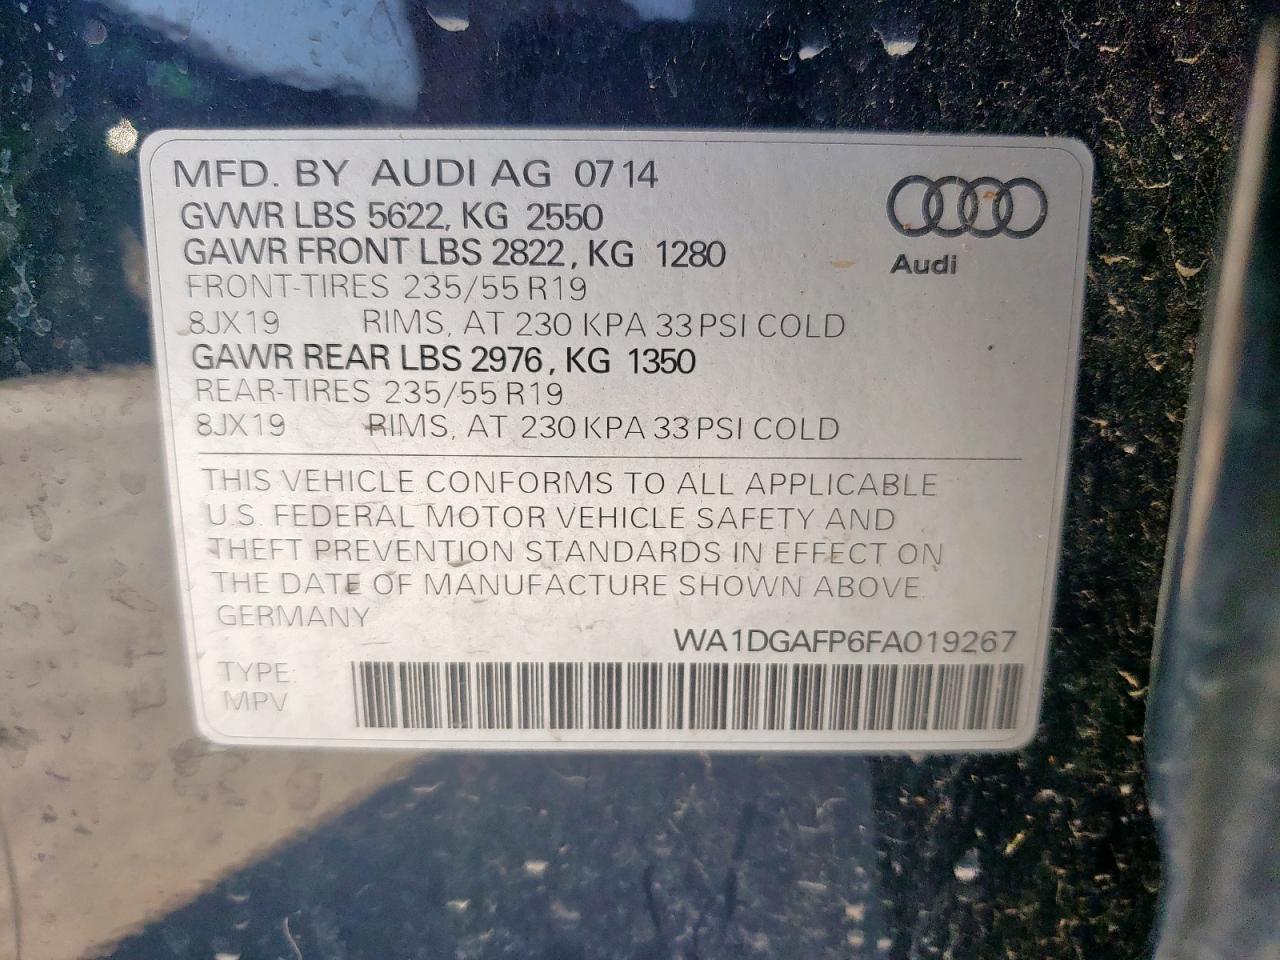 MFD. BY AUDI AG 0714
Audi
GVWR LBS 5622, KG 2550
GAWR FRONT LBS 2822, KG 1280
FRONT-TIRES 235/55 R19
8JX19 RIMS, AT 230 KPA 33 PSI COLD
GAWR REAR LBS 2976, KG 1350
REAR-TIRES 235/55 R19
8JX19 RIMS, AT 230 KPA 33 PSI COLD
THIS VEHICLE CONFORMS TO ALL APPLICABLE
U.S. FEDERAL MOTOR VEHICLE SAFETY AND
THEFT PREVENTION STANDARDS IN EFFECT ON
THE DATE OF MANUFACTURE SHOWN ABOVE.
GERMANY
WA1DGAFP6FA019267
TYPE:
MPV